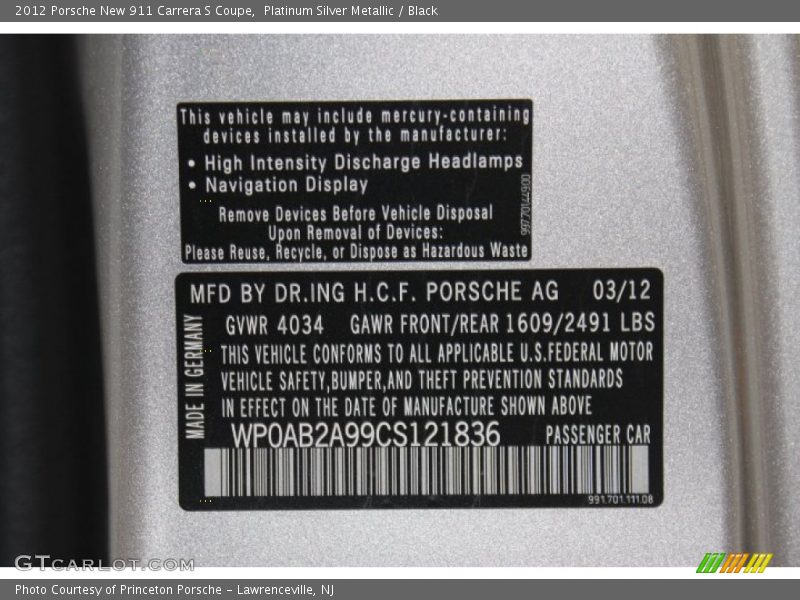 2012 Porsche New 911 Carrera S Coupe,  Platinum Silver Metallic / Black
This vehicle may include mercury-containing
devices installed by the manufacturer:
• High Intensity Discharge Headlamps
• Navigation Display
Remove Devices Before Vehicle Disposal
Upon Removal of Devices:
Please Reuse, Recycle, or Dispose as Hazardous Waste
99770144900
MFD BY DR.ING H.C.F. PORSCHE AG 03/12
GVWR 4034 GAWR FRONT/REAR 1609/2491 LBS
THIS VEHICLE CONFORMS TO ALL APPLICABLE U.S.FEDERAL MOTOR
VEHICLE SAFETY,BUMPER,AND THEFT PREVENTION STANDARDS
IN EFFECT ON THE DATE OF MANUFACTURE SHOWN ABOVE
MADE IN GERMANY
WP0AB2A99CS121836 PASSENGER CAR
991.701.111.08
GTCARLOT.COM
Photo Courtesy of Princeton Porsche – Lawrenceville, NJ